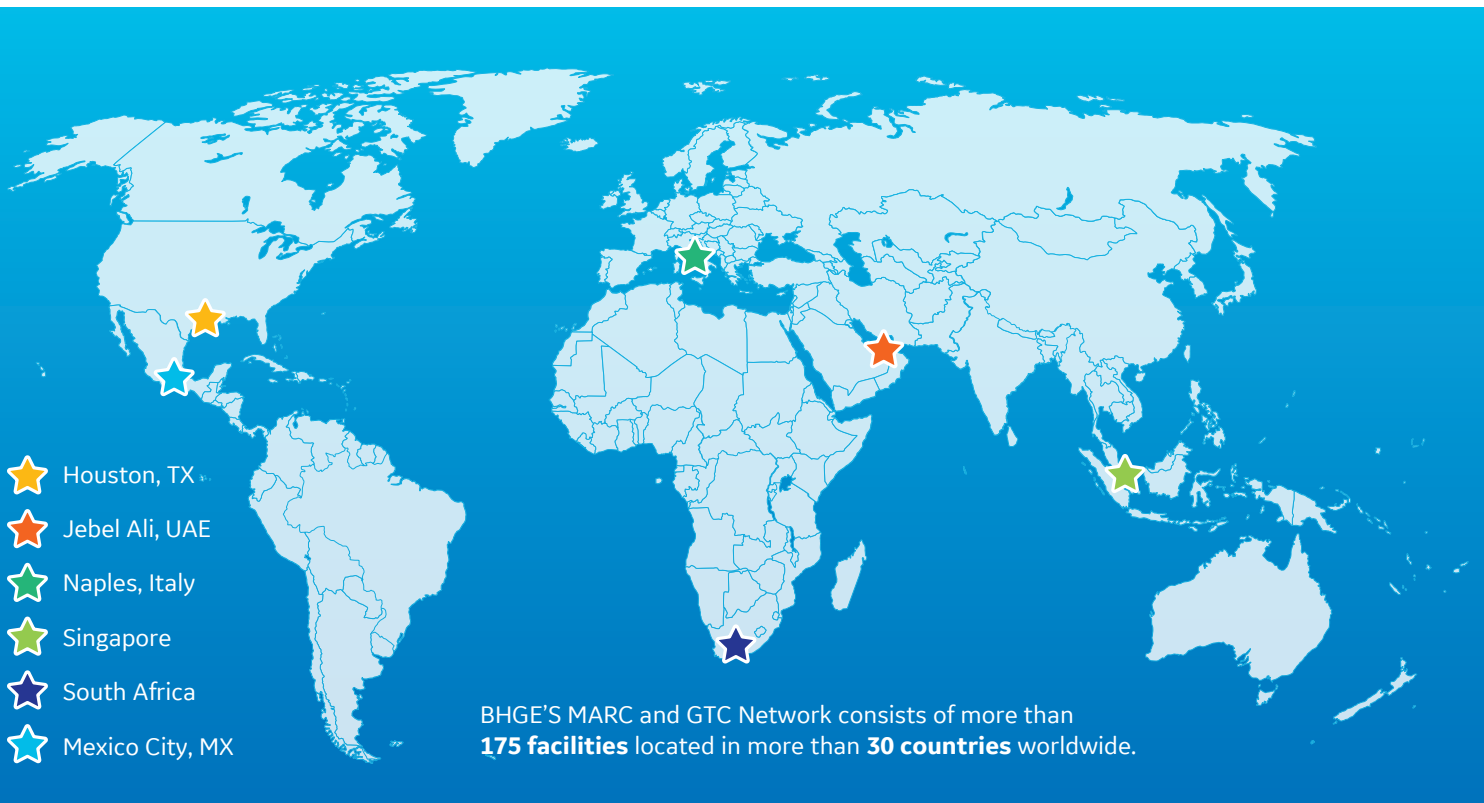 Houston, TX
Jebel Ali, UAE
Naples, Italy
Singapore
South Africa
Mexico City, MX
BHGE'S MARC and GTC Network consists of more than
175 facilities located in more than 30 countries worldwide.